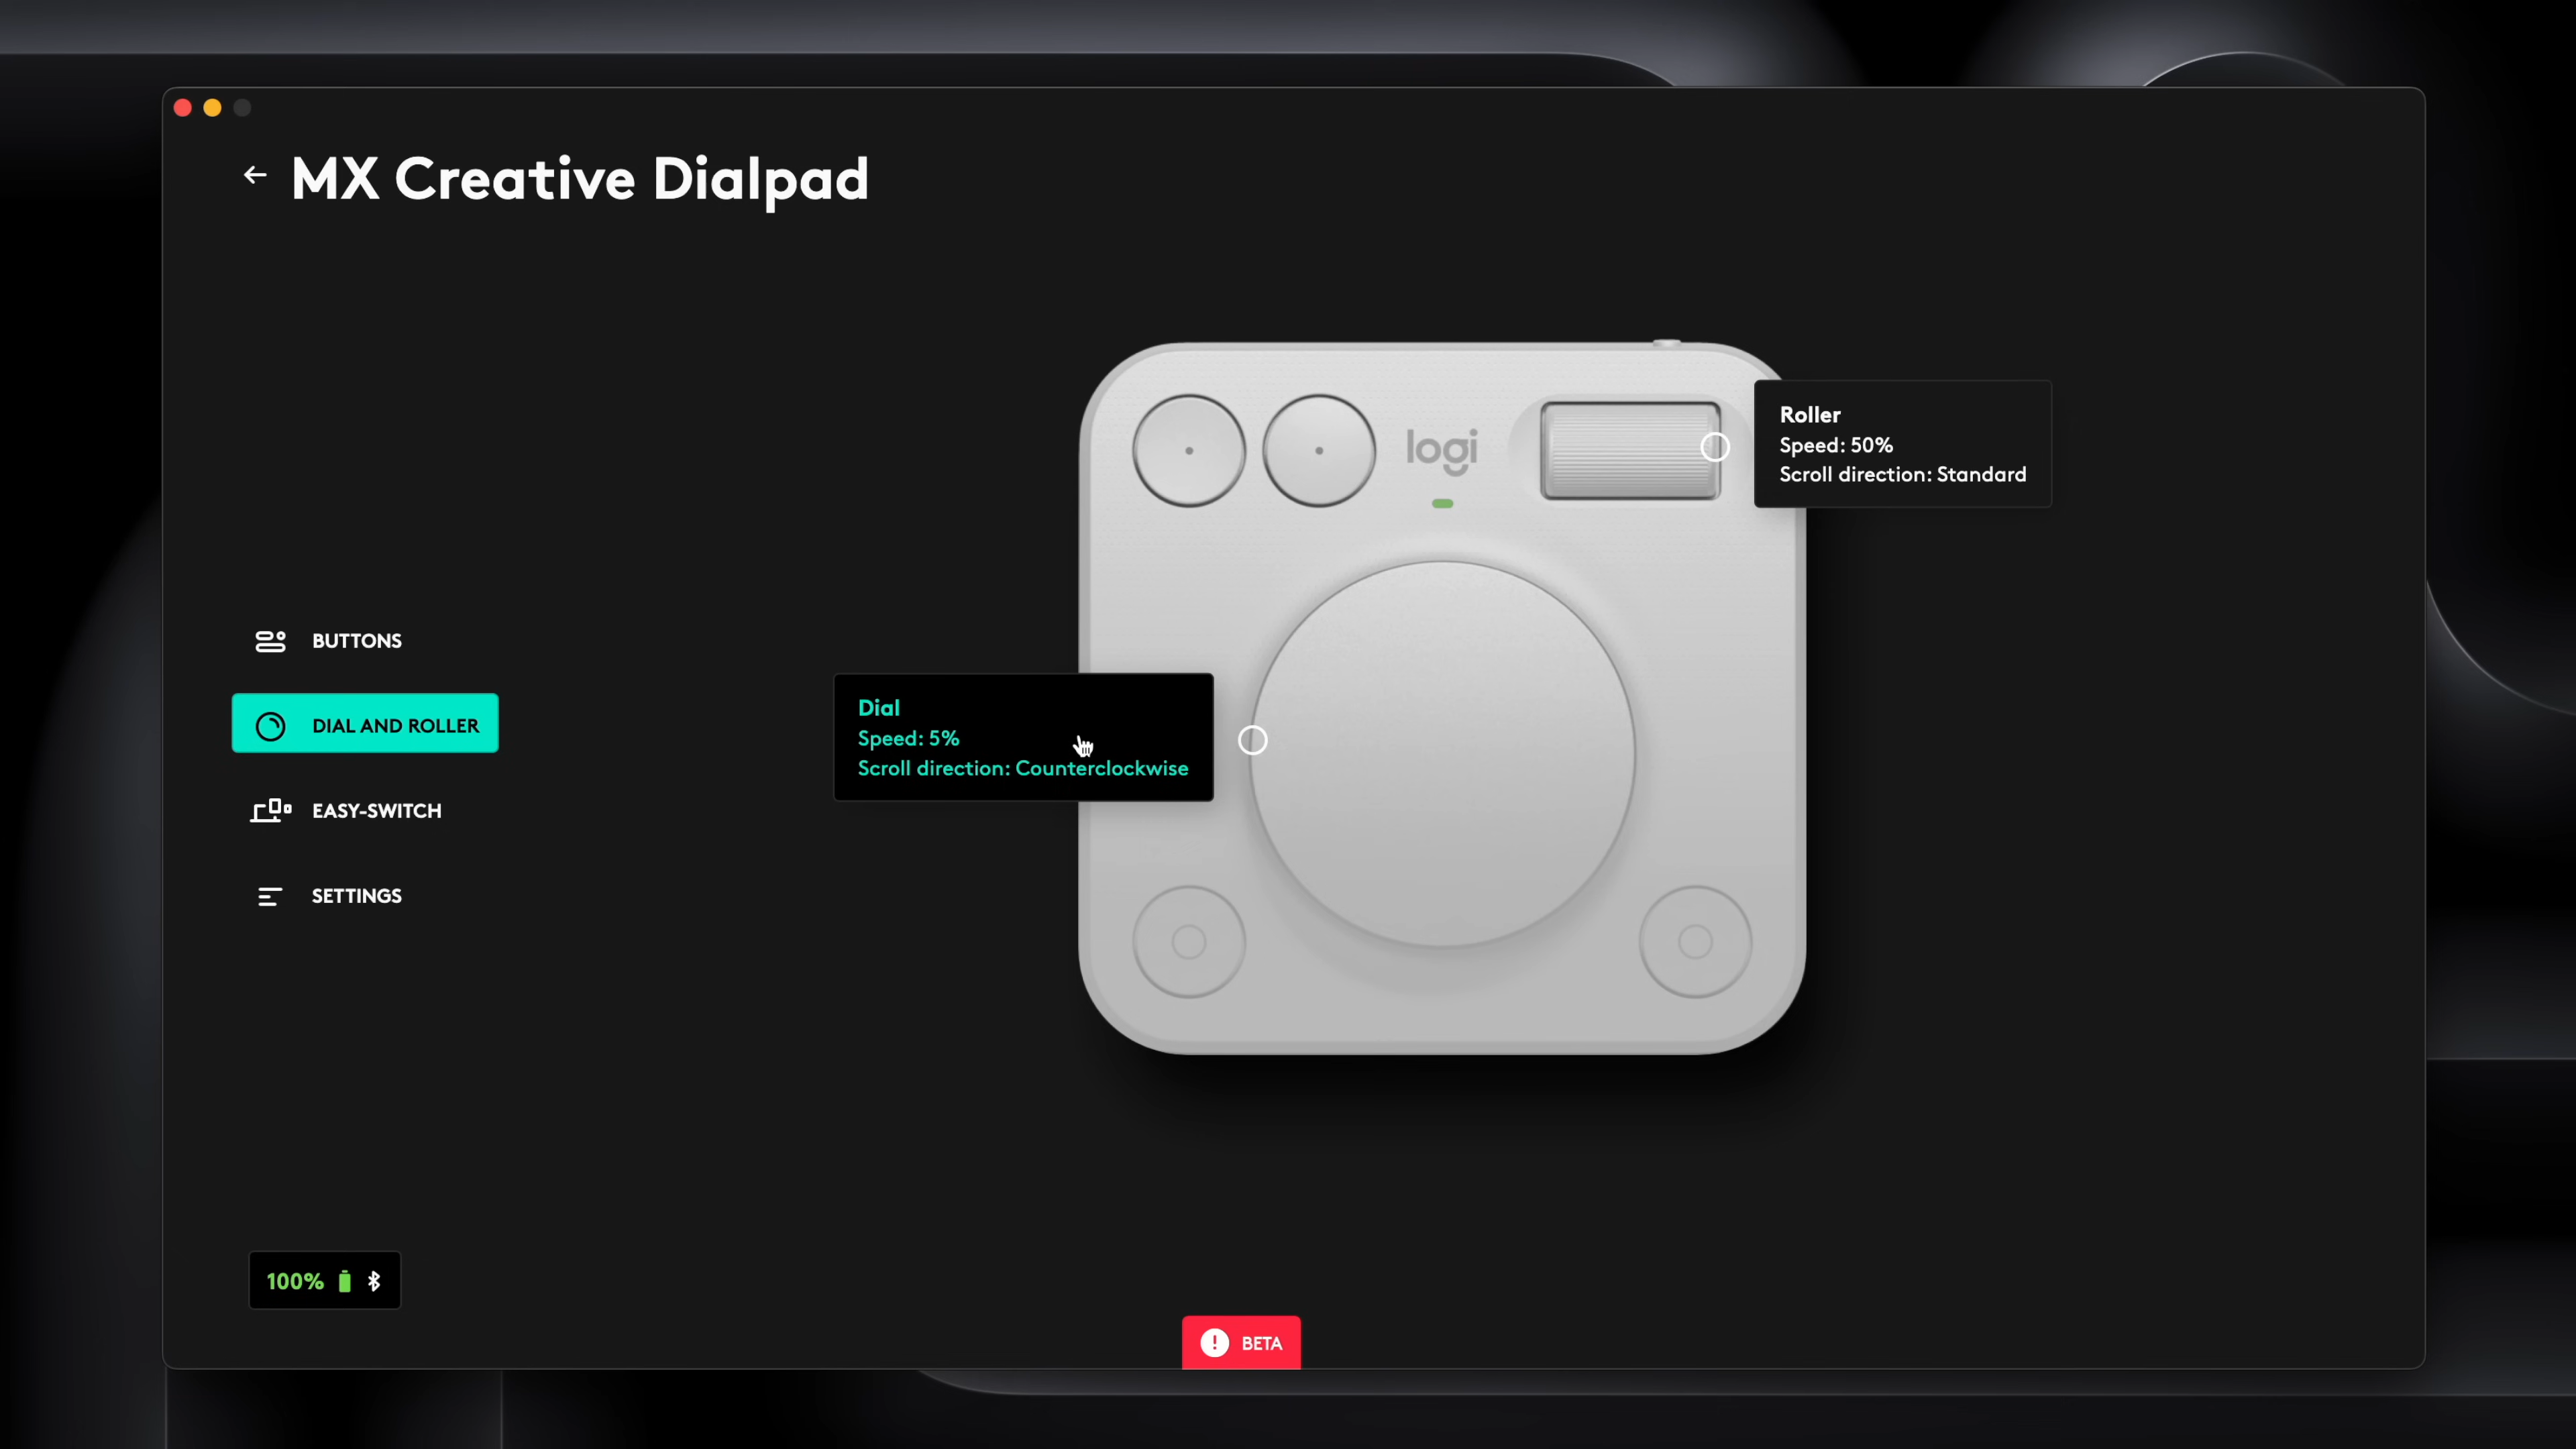 MX Creative Dialpad
logi
Roller
Speed: 50%
Scroll direction: Standard
BUTTONS
DIAL AND ROLLER
EASY-SWITCH
SETTINGS
Dial
Speed: 5%
Scroll direction: Counterclockwise
100%
BETA